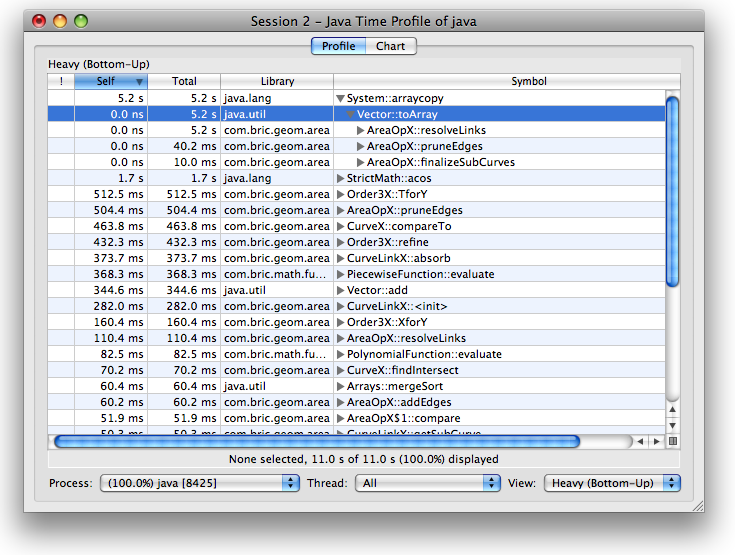 Session 2 – Java Time Profile of java
Profile Chart
Heavy (Bottom-Up)
! Self Total Library Symbol
5.2 s 5.2 s java.lang System::arraycopy
0.0 ns 5.2 s java.util Vector::toArray
0.0 ns 5.2 s com.bric.geom.area AreaOpX::resolveLinks
0.0 ns 40.2 ms com.bric.geom.area AreaOpX::pruneEdges
0.0 ns 10.0 ms com.bric.geom.area AreaOpX::finalizeSubCurves
1.7 s 1.7 s java.lang StrictMath::acos
512.5 ms 512.5 ms com.bric.geom.area Order3X::TforY
504.4 ms 504.4 ms com.bric.geom.area AreaOpX::pruneEdges
463.8 ms 463.8 ms com.bric.geom.area CurveX::compareTo
432.3 ms 432.3 ms com.bric.geom.area Order3X::refine
373.7 ms 373.7 ms com.bric.geom.area CurveLinkX::absorb
368.3 ms 368.3 ms com.bric.math.fu... PiecewiseFunction::evaluate
344.6 ms 344.6 ms java.util Vector::add
282.0 ms 282.0 ms com.bric.geom.area CurveLinkX::<init>
160.4 ms 160.4 ms com.bric.geom.area Order3X::XforY
110.4 ms 110.4 ms com.bric.geom.area AreaOpX::resolveLinks
82.5 ms 82.5 ms com.bric.math.fu... PolynomialFunction::evaluate
70.2 ms 70.2 ms com.bric.geom.area CurveX::findIntersect
60.4 ms 60.4 ms java.util Arrays::mergeSort
60.2 ms 60.2 ms com.bric.geom.area AreaOpX::addEdges
51.9 ms 51.9 ms com.bric.geom.area AreaOpX$1::compare
50.3 ms 50.3 ms com.bric.geom.area CurveLinkX::getSubCurve
None selected, 11.0 s of 11.0 s (100.0%) displayed
Process: (100.0%) java [8425] Thread: All View: Heavy (Bottom-Up)